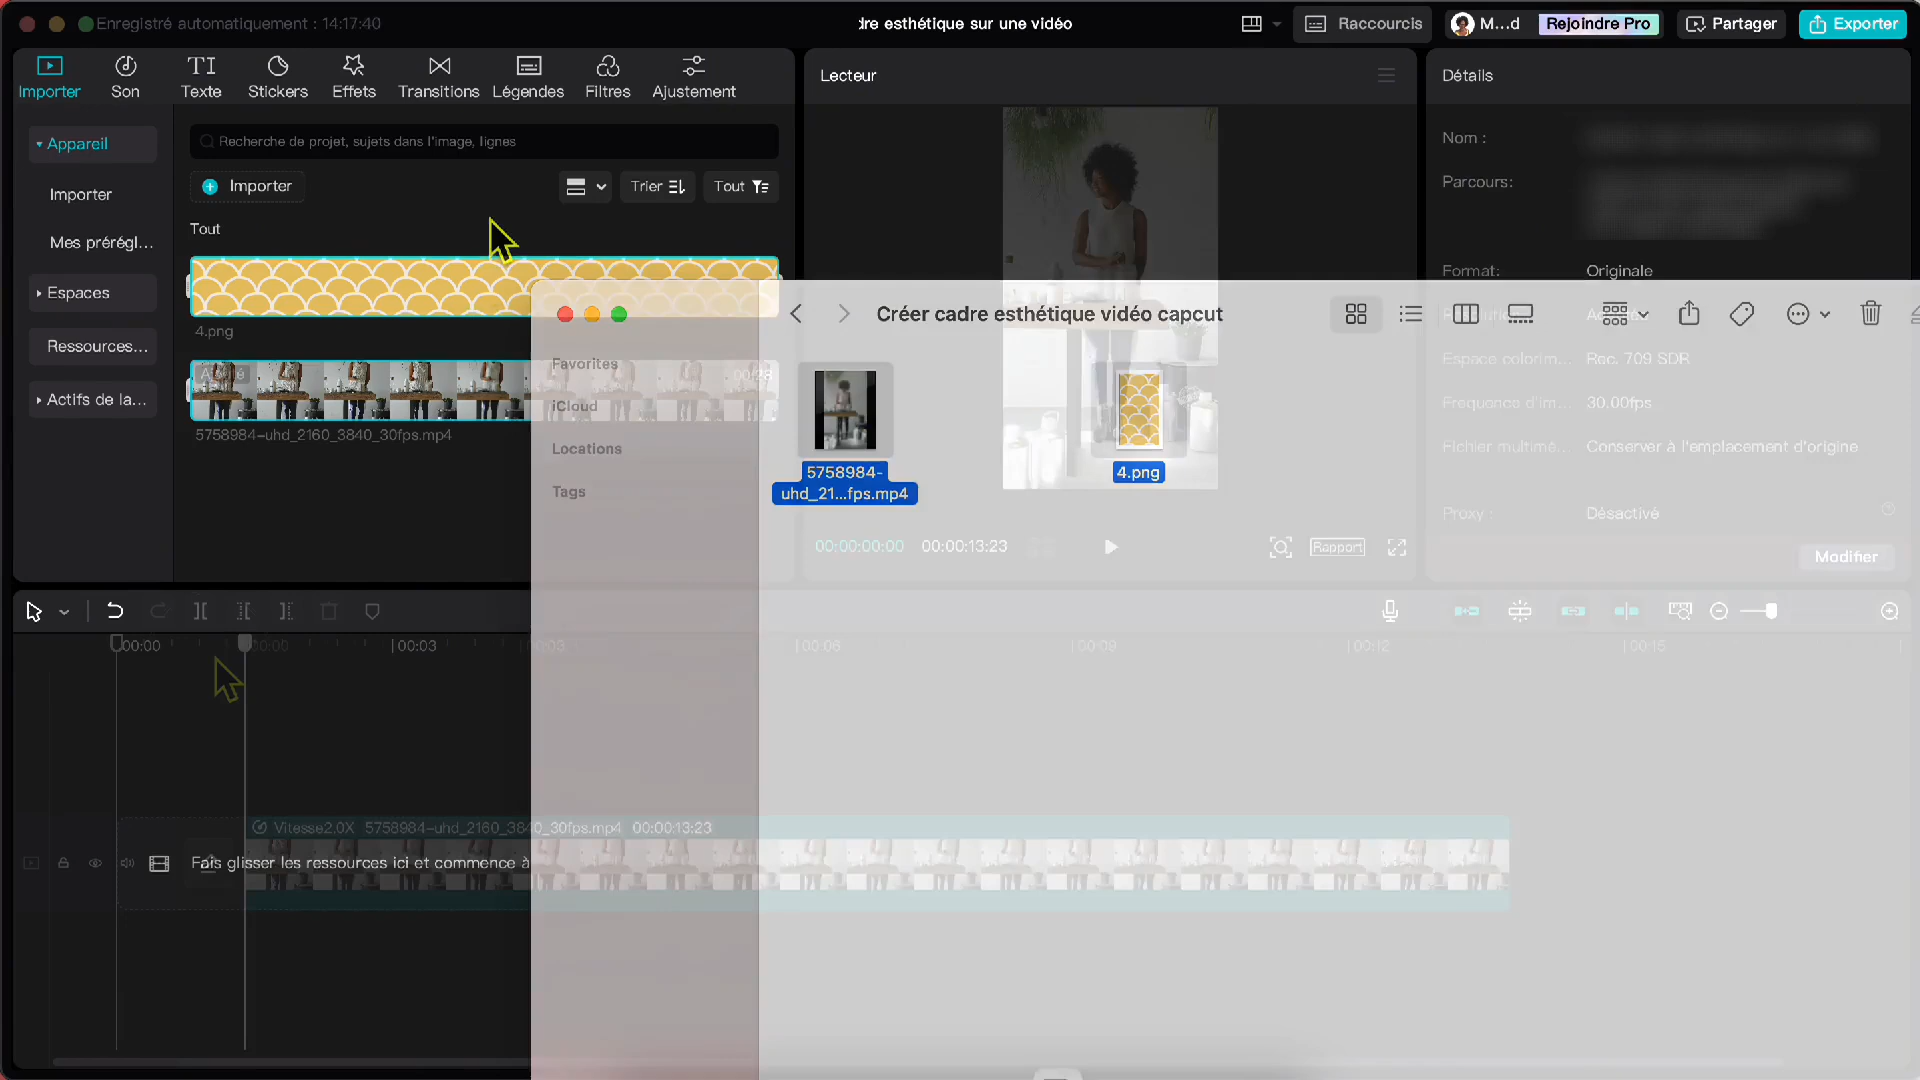 Enregistré automatiquement : 14:17:40
dre esthétique sur une vidéo
Raccourcis
M...d
Rejoindre Pro
Partager
Exporter
Importer
Son
Texte
Stickers
Effets
Transitions
Légendes
Filtres
Ajustement
Lecteur
Détails
Appareil
Importer
Mes prérégl...
Espaces
Ressources...
Actifs de la...
Recherche de projet, sujets dans l'image, lignes
Importer
Trier
Tout
Tout
4.png
00:28
5758984-uhd_2160_3840_30fps.mp4
Nom :
Parcours:
Format:
Originale
Espace colorim...
Rec. 709 SDR
Frequence d'im...
30.00fps
Fichier multimé...
Conserver à l'emplacement d'origine
Proxy :
Désactivé
Modifier
Créer cadre esthétique vidéo capcut
Favorites
iCloud
Locations
Tags
5758984-
uhd_21...fps.mp4
4.png
00:00:00:00
00:00:13:23
Rapport
00:00
00:00
00:03
00:06
00:09
00:12
00:15
Vitesse2.0X 5758984-uhd_2160_3840_30fps.mp4 00:00:13:23
Fais glisser les ressources ici et commence à